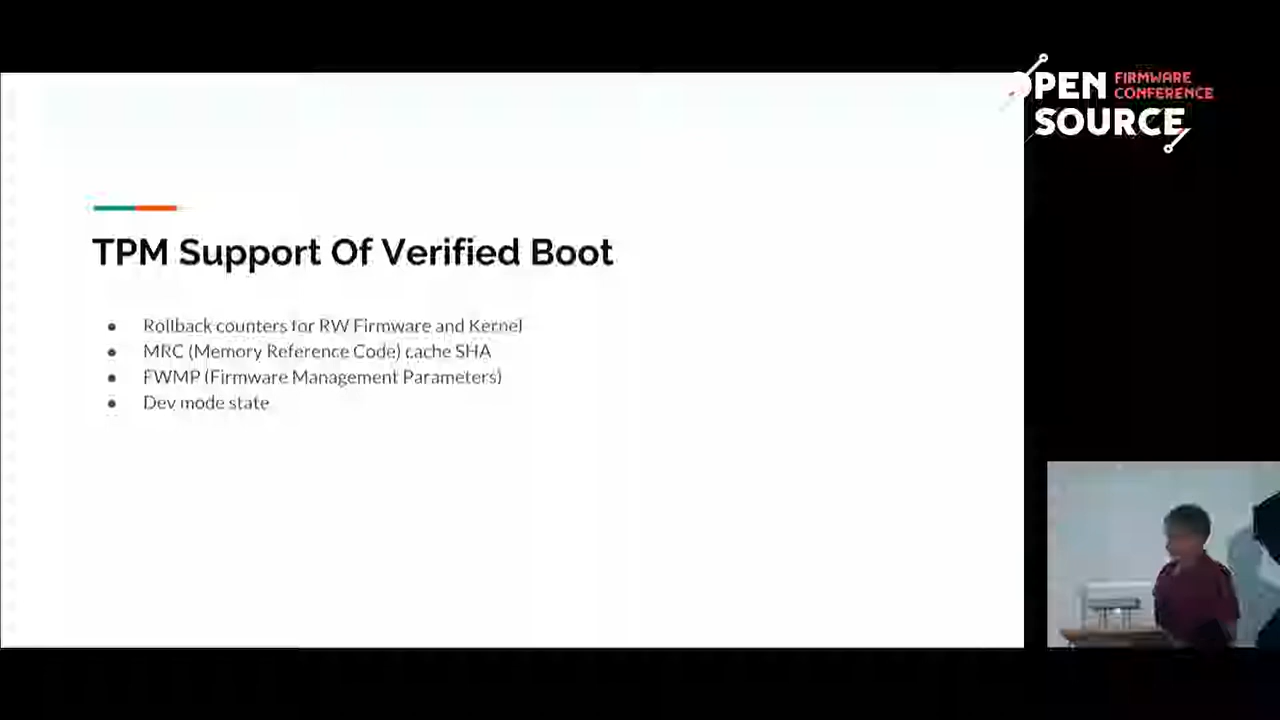 OPEN FIRMWARE
CONFERENCE
SOURCE
TPM Support Of Verified Boot
Rollback counters for RW Firmware and Kernel
MRC (Memory Reference Code) cache SHA
FWMP (Firmware Management Parameters)
Dev mode state